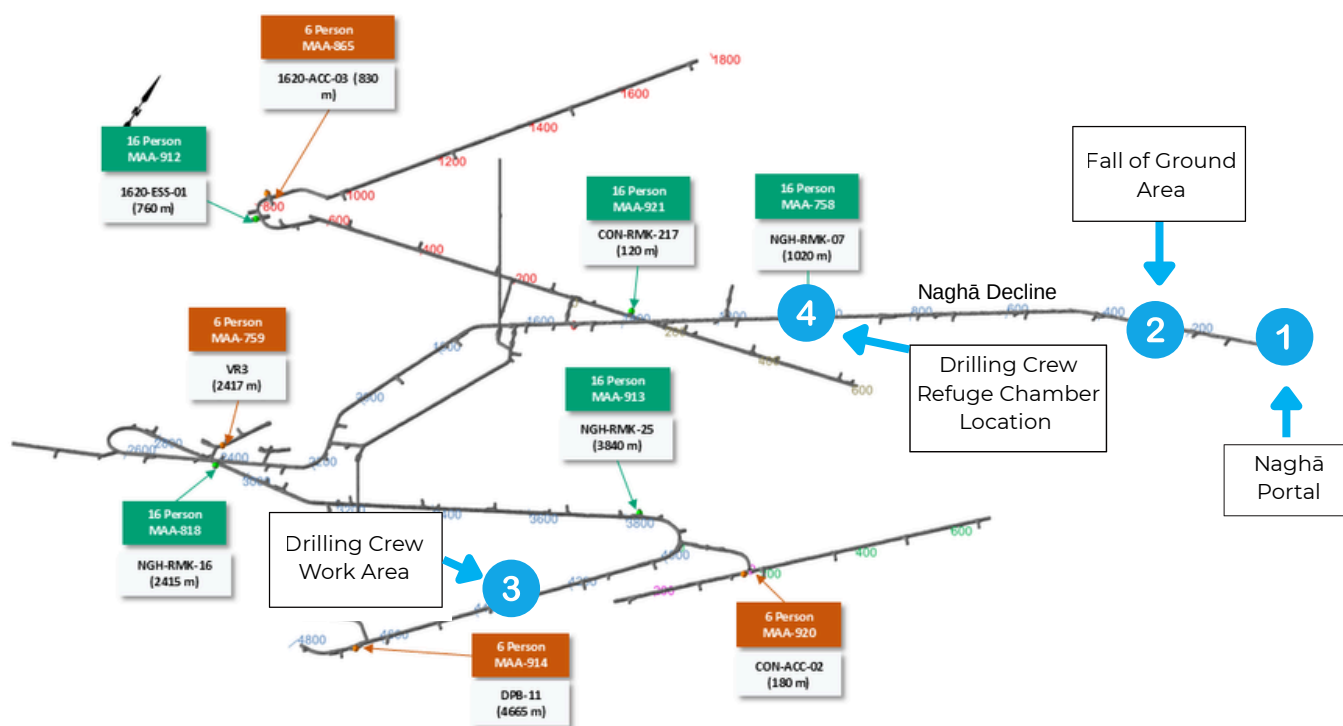 6 Person
MAA-865
1620-ACC-03 (830
m)
16 Person
MAA-912
1620-ESS-01
(760 m)
N
1800
1600
1400
1200
1000
800
600
400
200
16 Person
MAA-921
CON-RMK-217
(120 m)
16 Person
MAA-758
NGH-RMK-07
(1020 m)
Fall of Ground
Area
Naghā Decline
1600
800
600
400
200
4
2
1
200
400
600
Drilling Crew
Refuge Chamber
Location
Naghā
Portal
6 Person
MAA-759
VR3
(2417 m)
16 Person
MAA-913
NGH-RMK-25
(3840 m)
2600
2400
16 Person
MAA-818
NGH-RMK-16
(2415 m)
3600
3800
Drilling Crew
Work Area
3
600
400
200
4800
6 Person
MAA-914
DPB-11
(4665 m)
6 Person
MAA-920
CON-ACC-02
(180 m)